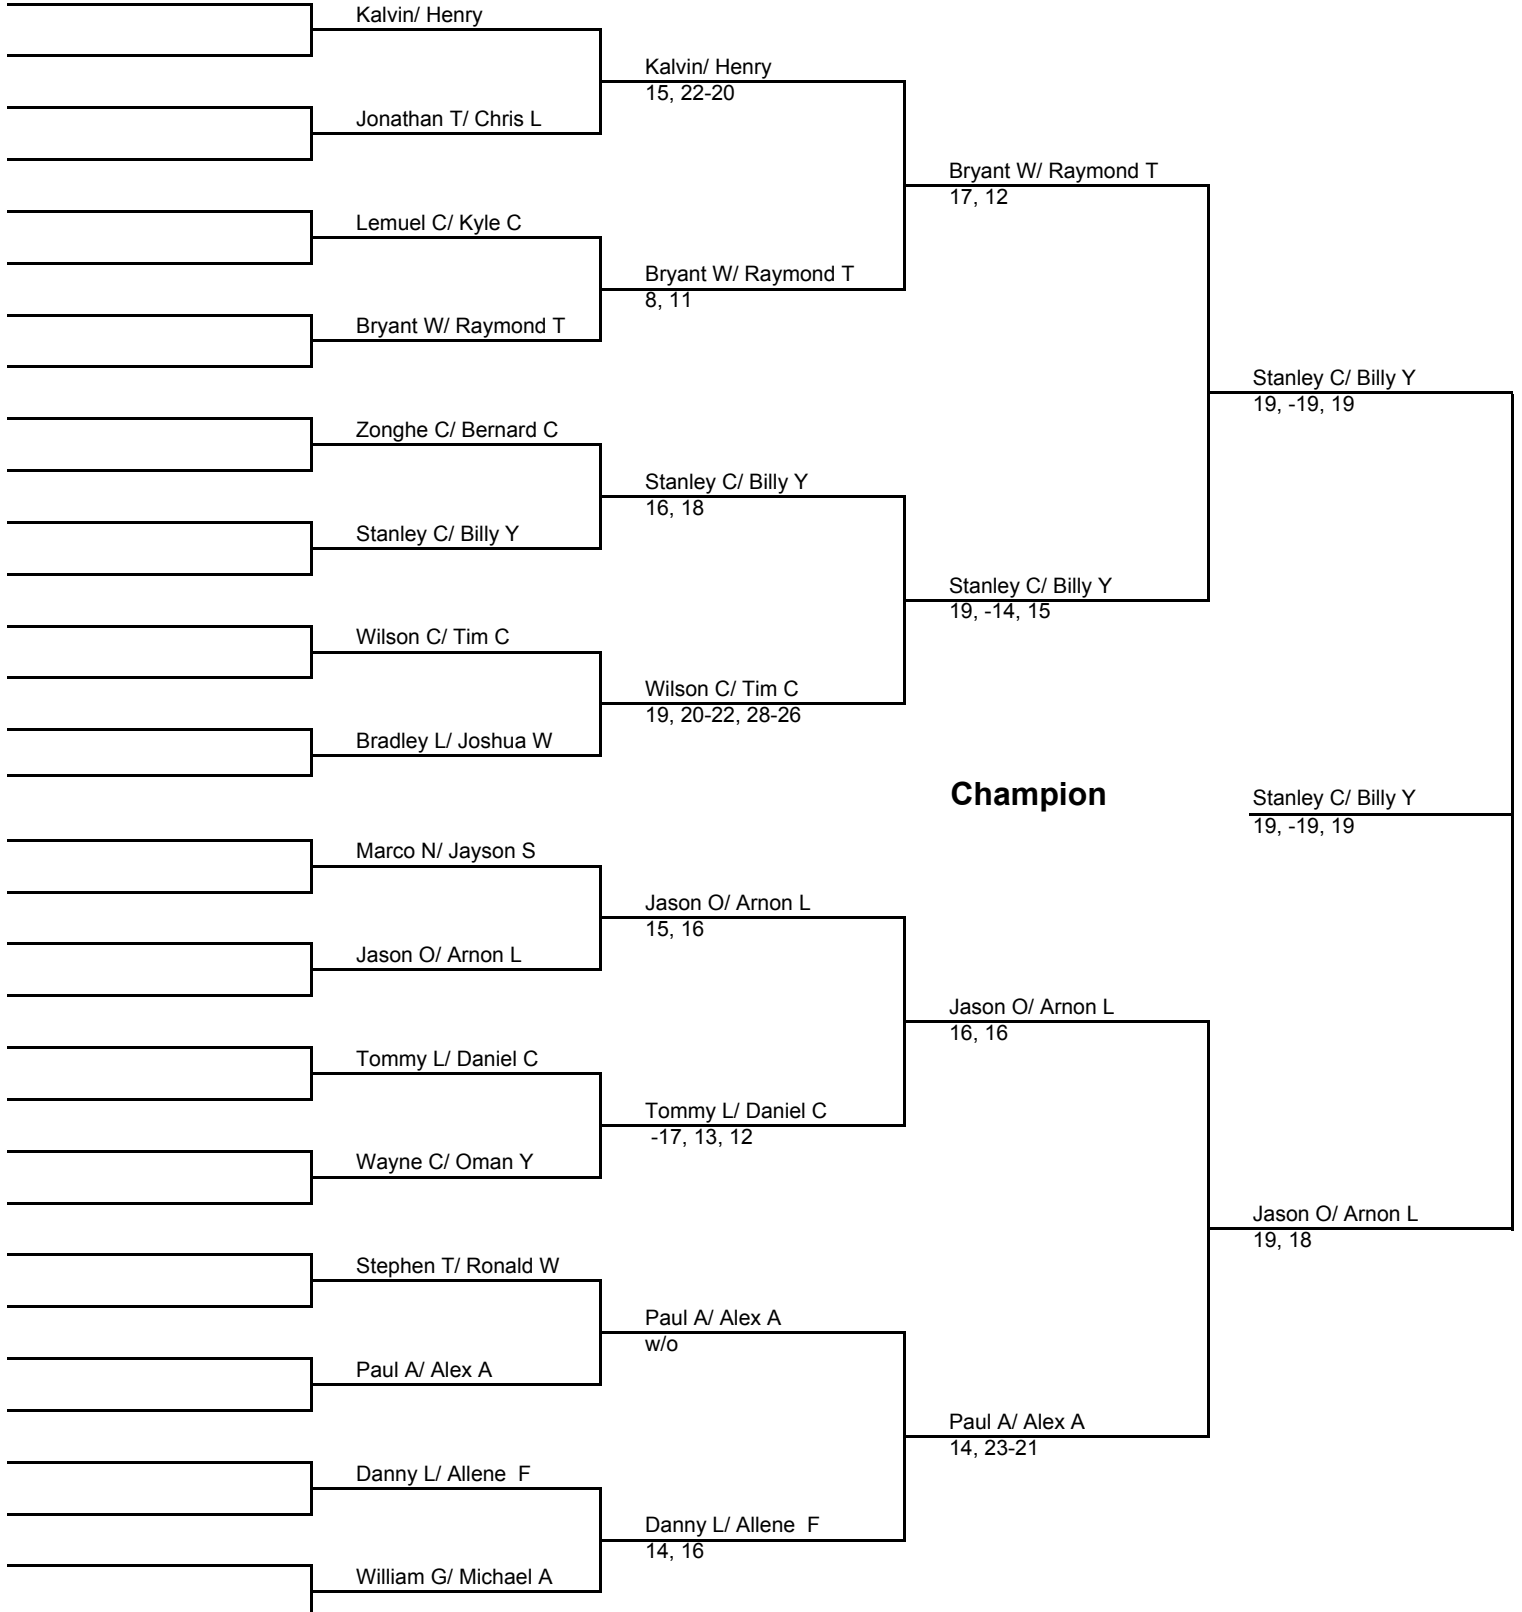 Kalvin/ Henry
Kalvin/ Henry
15, 22-20
Jonathan T/ Chris L
Bryant W/ Raymond T
17, 12
Lemuel C/ Kyle C
Bryant W/ Raymond T
8, 11
Bryant W/ Raymond T
Stanley C/ Billy Y
19, -19, 19
Zonghe C/ Bernard C
Stanley C/ Billy Y
16, 18
Stanley C/ Billy Y
Stanley C/ Billy Y
19, -14, 15
Wilson C/ Tim C
Wilson C/ Tim C
19, 20-22, 28-26
Bradley L/ Joshua W
Champion
Stanley C/ Billy Y
19, -19, 19
Marco N/ Jayson S
Jason O/ Arnon L
15, 16
Jason O/ Arnon L
Jason O/ Arnon L
16, 16
Tommy L/ Daniel C
Tommy L/ Daniel C
-17, 13, 12
Wayne C/ Oman Y
Jason O/ Arnon L
19, 18
Stephen T/ Ronald W
Paul A/ Alex A
w/o
Paul A/ Alex A
Paul A/ Alex A
14, 23-21
Danny L/ Allene  F
Danny L/ Allene  F
14, 16
William G/ Michael A